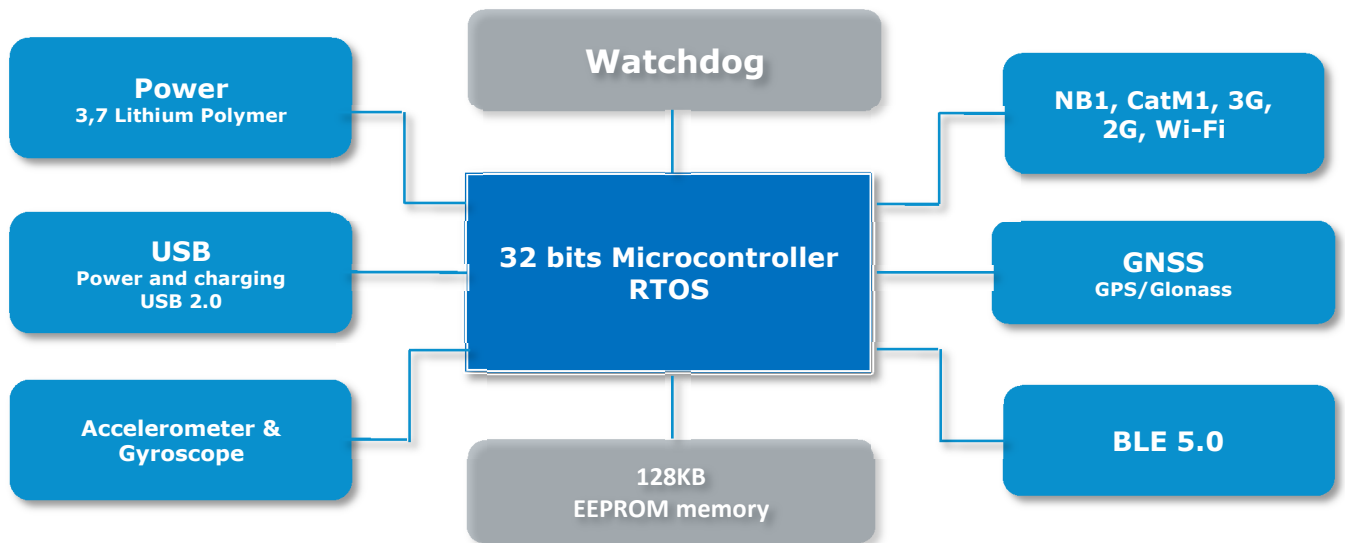 Watchdog
Power
3,7 Lithium Polymer
NB1, CatM1, 3G,
2G, Wi-Fi
USB
Power and charging
USB 2.0
32 bits Microcontroller
RTOS
GNSS
GPS/Glonass
Accelerometer &
Gyroscope
128KB
EEPROM memory
BLE 5.0